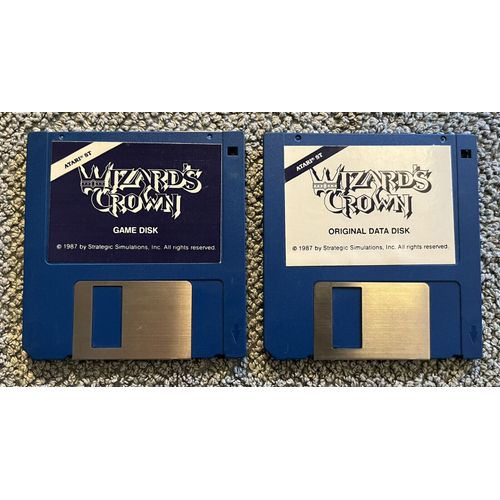 ATARI® ST
WIZARD'S
CROWN
GAME DISK
© 1987 by Strategic Simulations, Inc. All rights reserved.
ATARI® ST
WIZARD'S
CROWN
ORIGINAL DATA DISK
© 1987 by Strategic Simulations, Inc. All rights reserved.